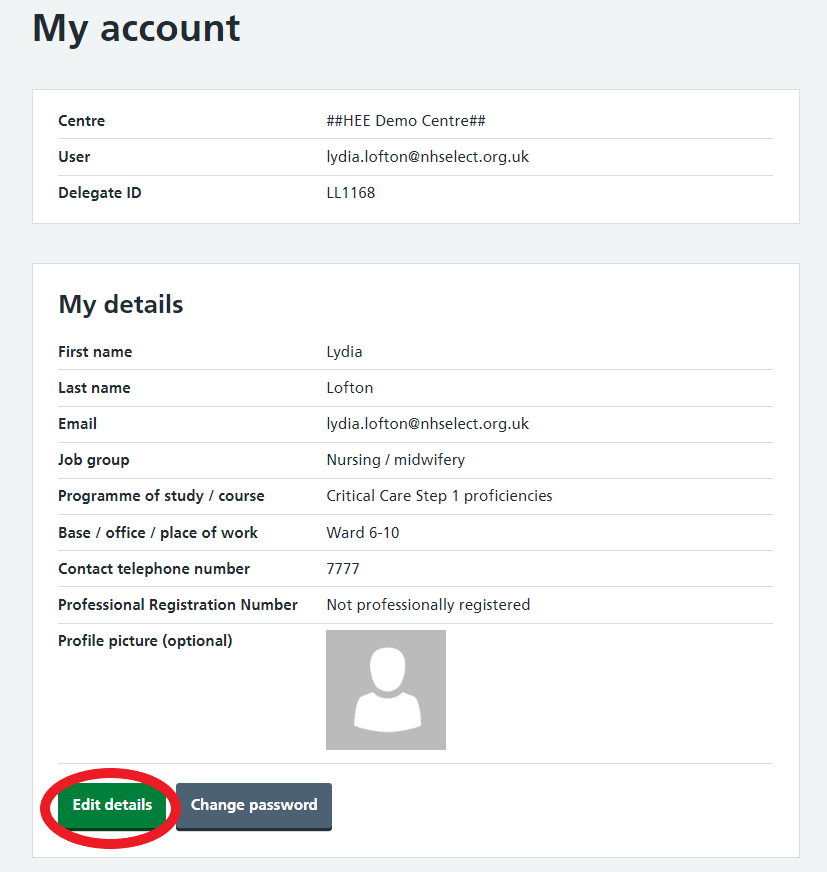 My account
Centre ##HEE Demo Centre##
User lydia.lofton@nhselect.org.uk
Delegate ID LL1168
My details
First name Lydia
Last name Lofton
Email lydia.lofton@nhselect.org.uk
Job group Nursing / midwifery
Programme of study / course Critical Care Step 1 proficiencies
Base / office / place of work Ward 6-10
Contact telephone number 7777
Professional Registration Number Not professionally registered
Profile picture (optional)
Edit details Change password